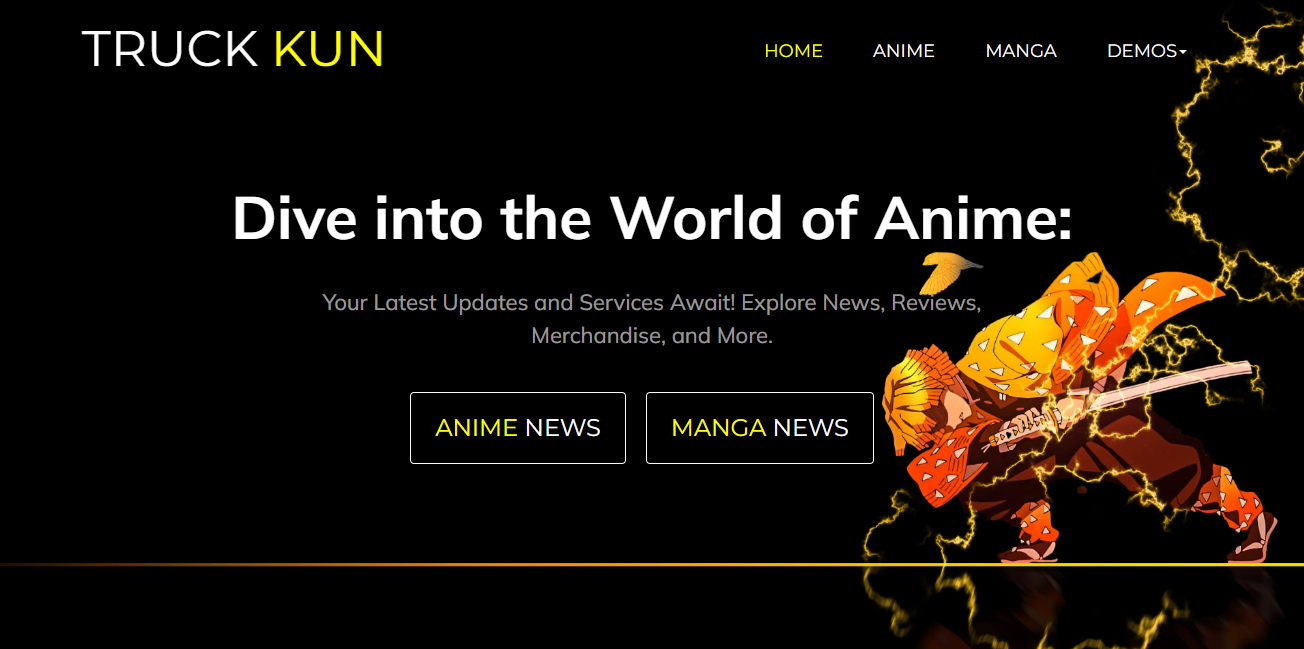 TRUCK KUN
HOME ANIME MANGA DEMOS
Dive into the World of Anime:
Your Latest Updates and Services Await! Explore News, Reviews,
Merchandise, and More.
ANIME NEWS MANGA NEWS